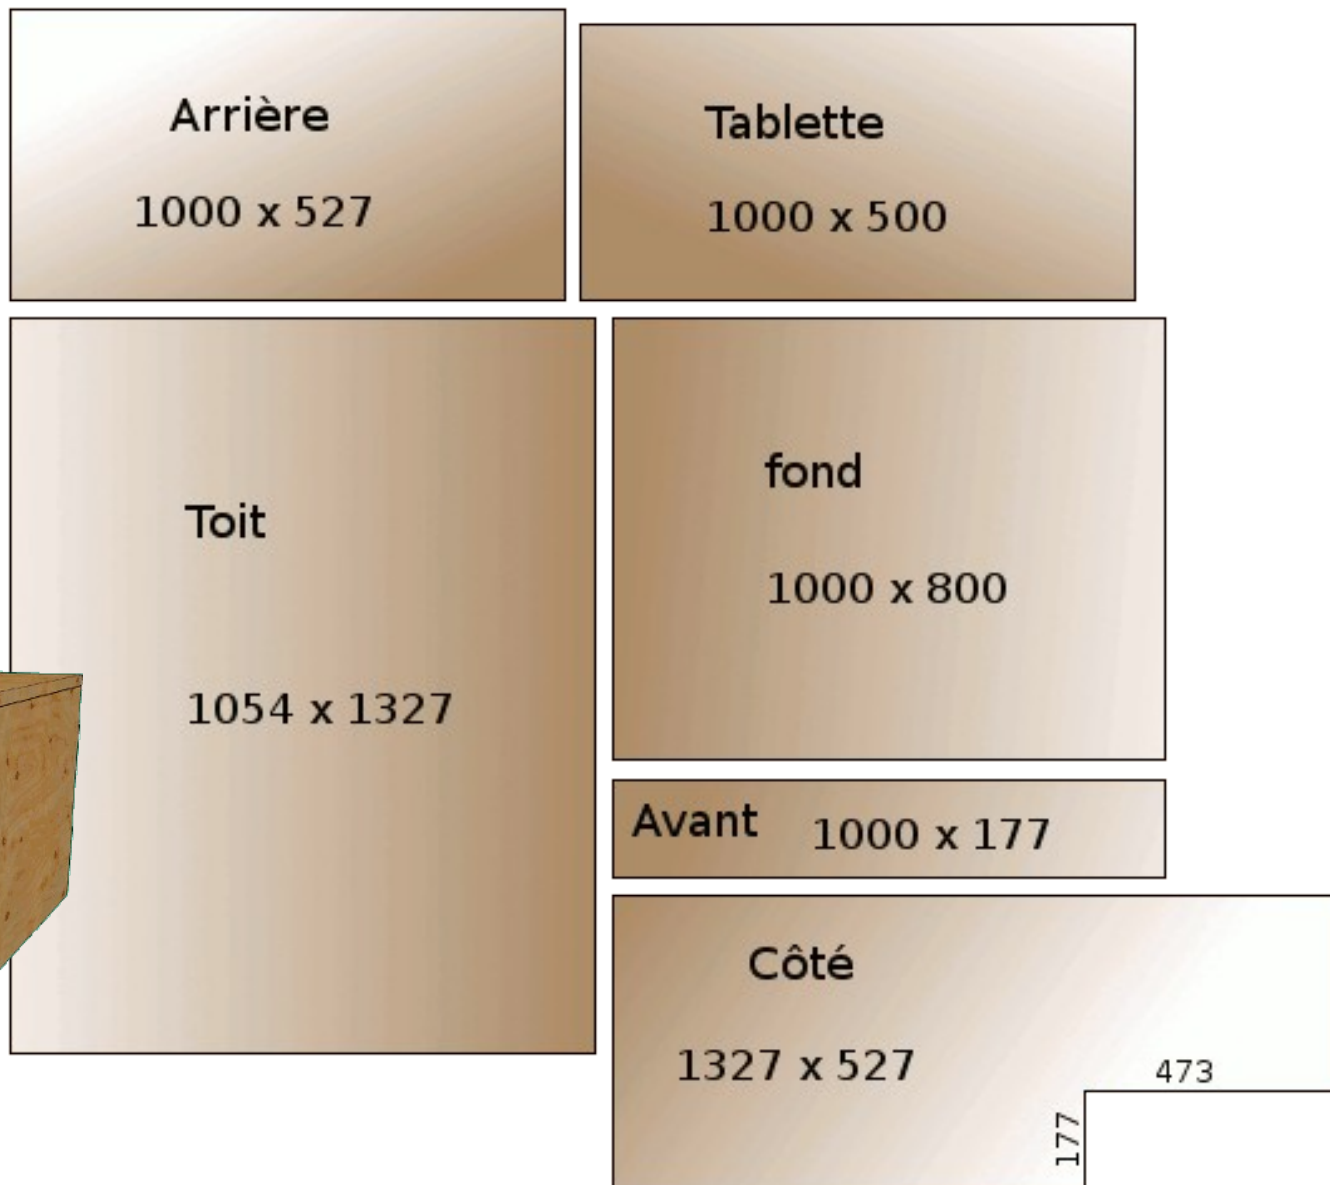 Arrière
1000 x 527
Tablette
1000 x 500
Toit
1054 x 1327
fond
1000 x 800
Avant 1000 x 177
Côté
1327 x 527
473
177